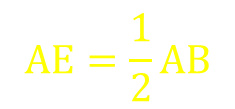 AE = 1/2 AB